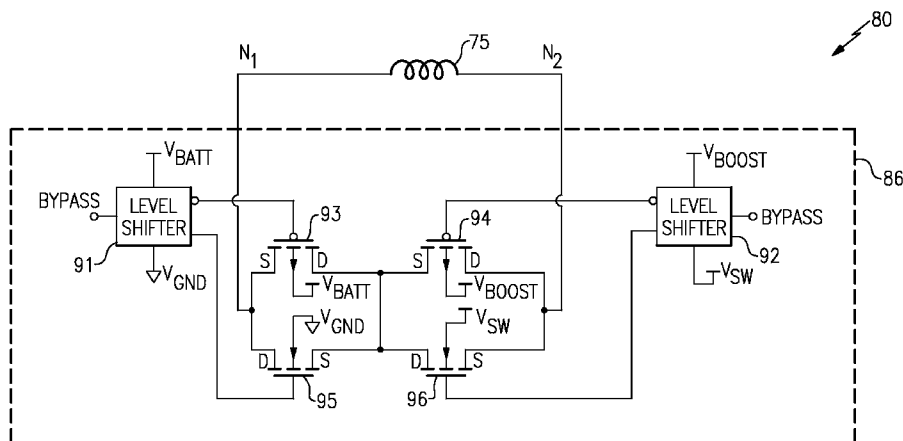 80
N1
75
N2
VBATT
VBOOST
86
BYPASS
LEVEL
SHIFTER
91
VGND
93
94
LEVEL
SHIFTER
BYPASS
92
VSW
S
D
VBATT
S
D
VBOOST
VGND
VSW
D
S
95
D
S
96